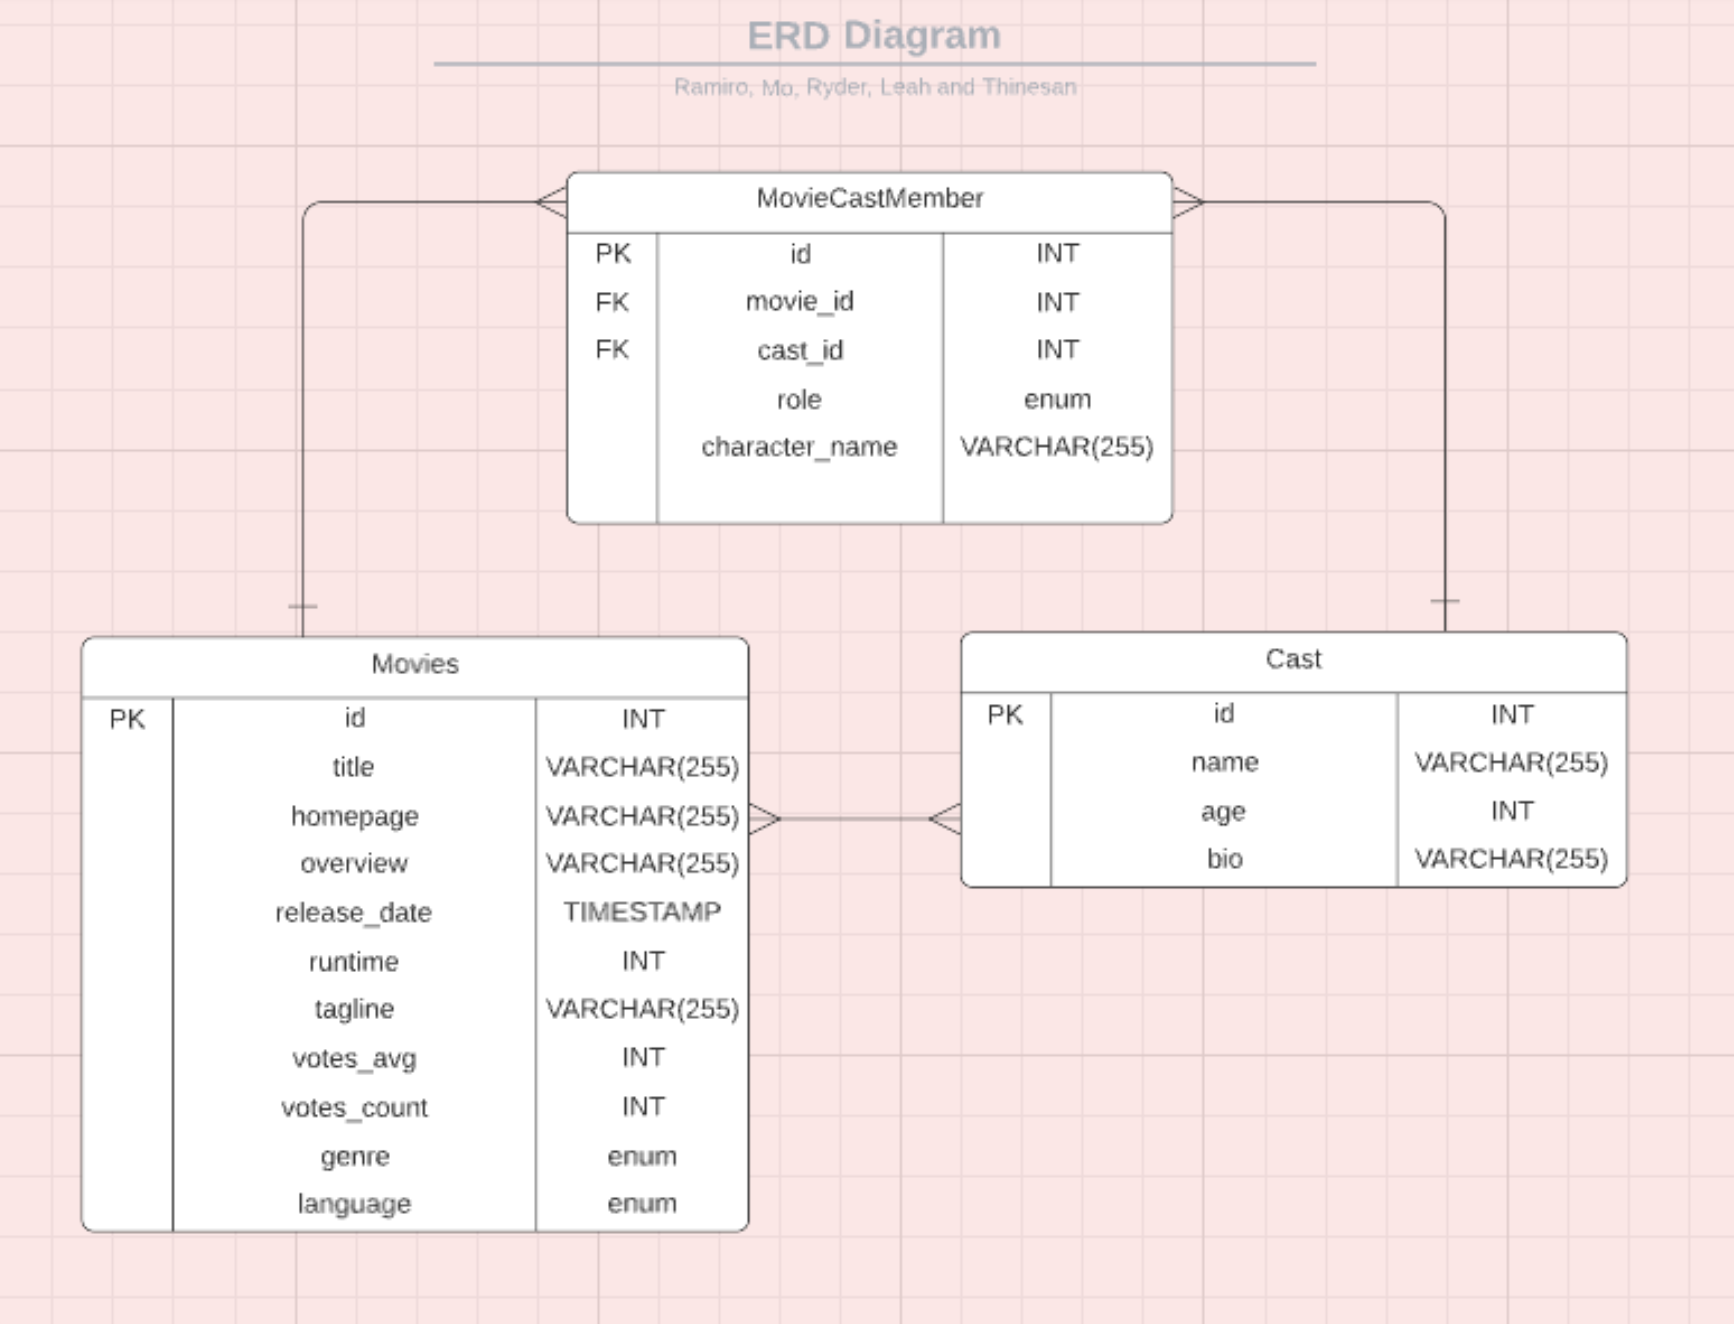 ERD Diagram
Ramiro, Mo, Ryder, Leah and Thinesan
MovieCastMember
PK id INT
FK movie_id INT
FK cast_id INT
role enum
character_name VARCHAR(255)
Movies
PK id INT
title VARCHAR(255)
homepage VARCHAR(255)
overview VARCHAR(255)
release_date TIMESTAMP
runtime INT
tagline VARCHAR(255)
votes_avg INT
votes_count INT
genre enum
language enum
Cast
PK id INT
name VARCHAR(255)
age INT
bio VARCHAR(255)